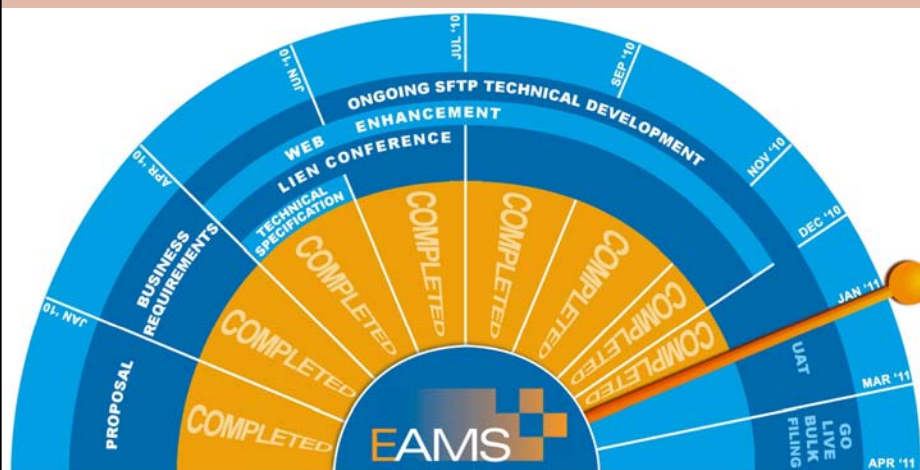 JAN '10
APR '10
JUN '10
JUL '10
SEP '10
NOV '10
DEC '10
JAN '11
MAR '11
APR '11
PROPOSAL
BUSINESS
REQUIREMENTS
ONGOING SFTP TECHNICAL DEVELOPMENT
WEB ENHANCEMENT
LIEN CONFERENCE
TECHNICAL
SPECIFICATION
UAT
GO
LIVE
BULK
FILING
COMPLETED
COMPLETED
COMPLETED
COMPLETED
COMPLETED
COMPLETED
COMPLETED
COMPLETED
EAMS